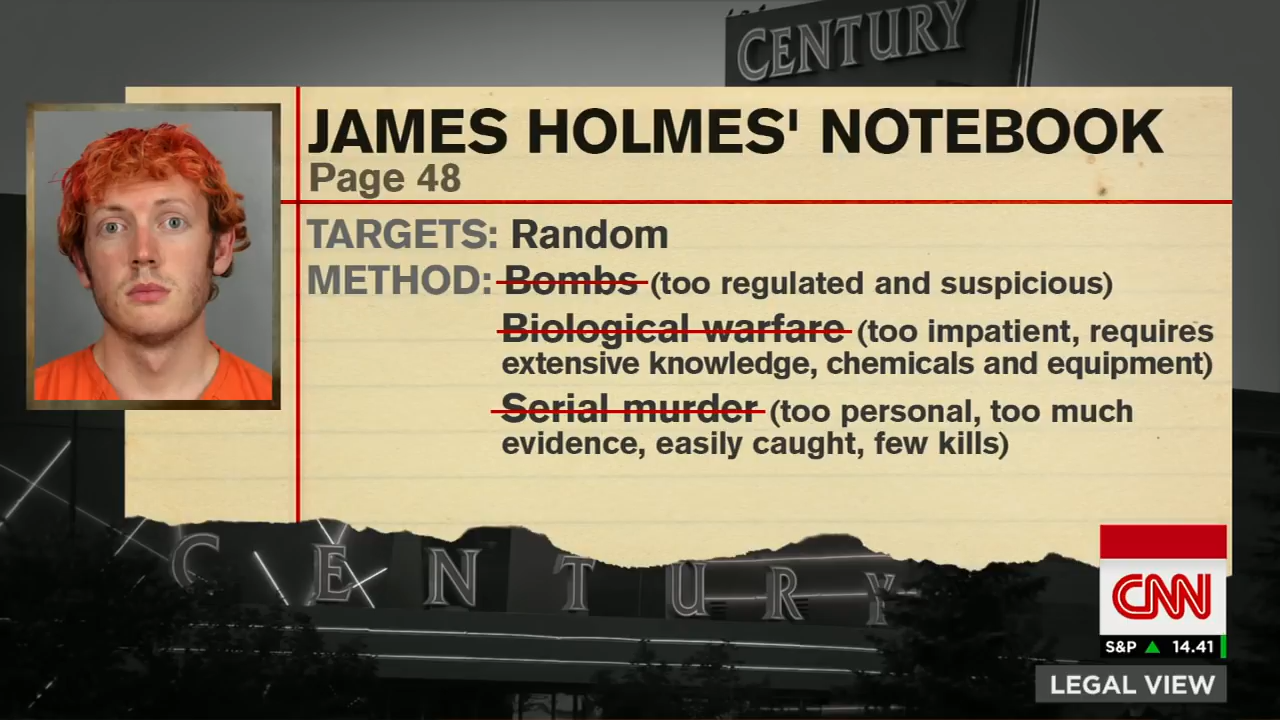 CENTURY
JAMES HOLMES' NOTEBOOK
Page 48
TARGETS: Random
METHOD: Bombs (too regulated and suspicious)
Biological warfare (too impatient, requires
extensive knowledge, chemicals and equipment)
Serial murder (too personal, too much
evidence, easily caught, few kills)
CENTURY
CNN
S&P ▲ 14.41
LEGAL VIEW